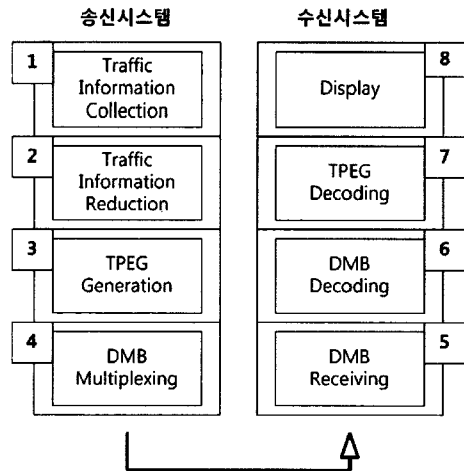 송신시스템
수신시스템
1
Traffic
Information
Collection
2
Traffic
Information
Reduction
3
TPEG
Generation
4
DMB
Multiplexing
8
Display
7
TPEG
Decoding
6
DMB
Decoding
5
DMB
Receiving